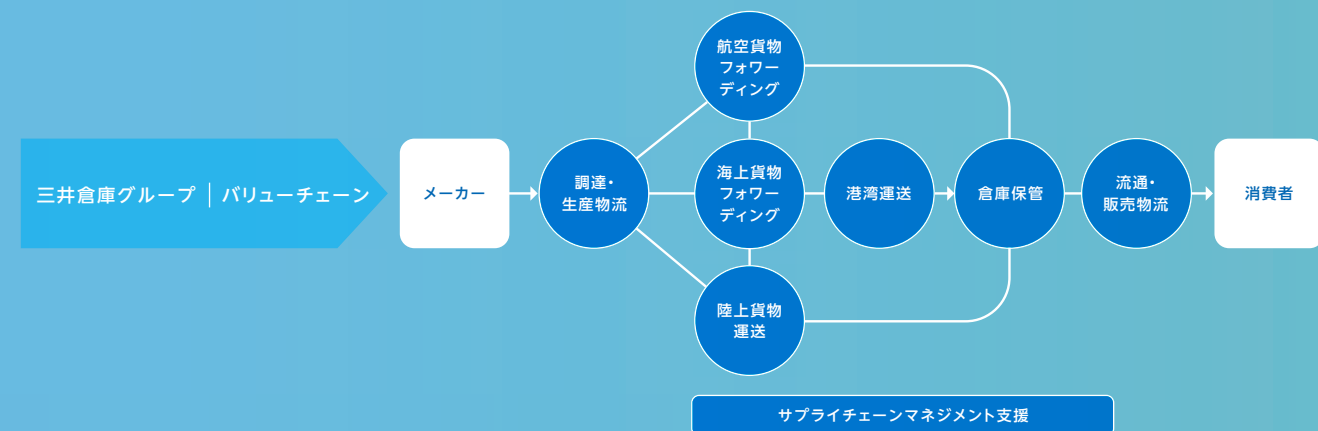 三井倉庫グループ｜バリューチェーン
メーカー
調達・
生産物流
航空貨物
フォワー
ディング
海上貨物
フォワー
ディング
陸上貨物
運送
港湾運送
倉庫保管
流通・
販売物流
消費者
サプライチェーンマネジメント支援